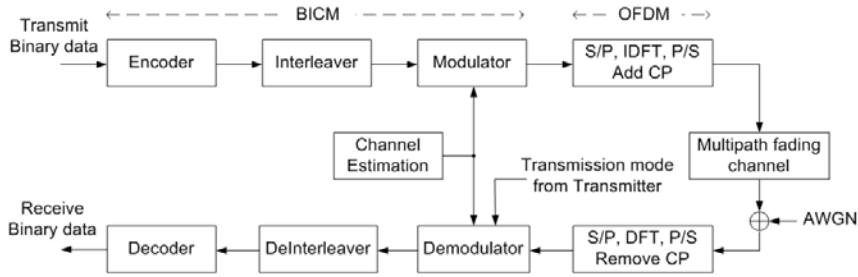 BICM
OFDM
Transmit
Binary data
Encoder
Interleaver
Modulator
S/P, IDFT, P/S
Add CP
Channel
Estimation
Transmission mode
from Transmitter
Multipath fading
channel
AWGN
Receive
Binary data
Decoder
DeInterleaver
Demodulator
S/P, DFT, P/S
Remove CP